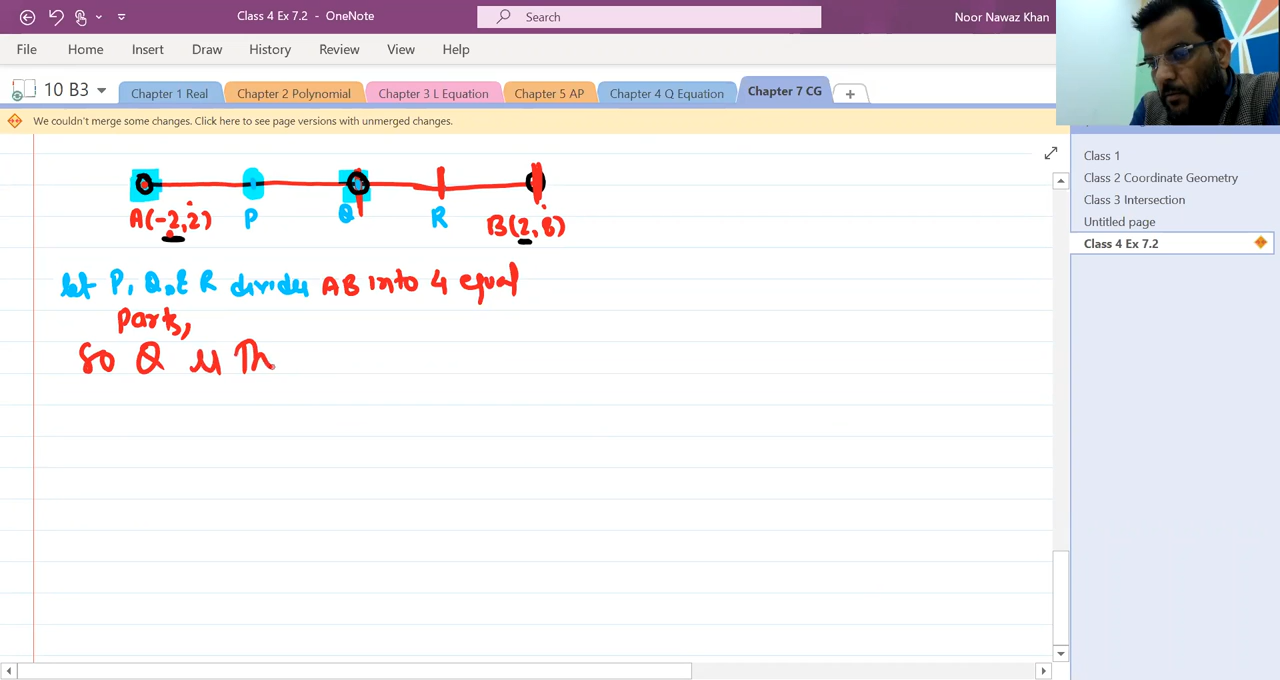 Class 4 Ex 7.2 - OneNote
Search
Noor Nawaz Khan
File Home Insert Draw History Review View Help
10 B3
Chapter 1 Real
Chapter 2 Polynomial
Chapter 3 L Equation
Chapter 5 AP
Chapter 4 Q Equation
Chapter 7 CG
We couldn't merge some changes. Click here to see page versions with unmerged changes.
Class 1
Class 2 Coordinate Geometry
Class 3 Intersection
Untitled page
Class 4 Ex 7.2
A(-2,2) P Q R B(2,8)
let P, Q, & R divides AB into 4 equal
parts,
so Q is Th